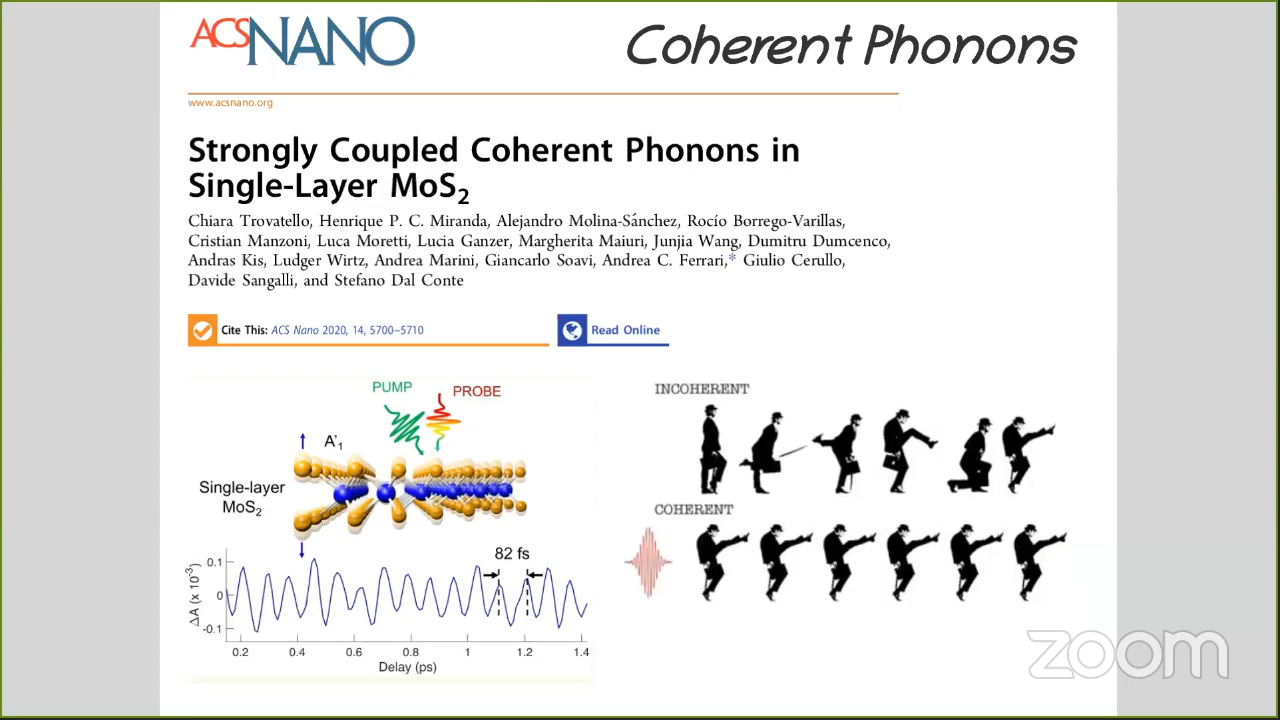 ACSNANO
Coherent Phonons
www.acsnano.org
Strongly Coupled Coherent Phonons in
Single-Layer MoS2
Chiara Trovatello, Henrique P. C. Miranda, Alejandro Molina-Sánchez, Rocío Borrego-Varillas,
Cristian Manzoni, Luca Moretti, Lucia Ganzer, Margherita Maiuri, Junjia Wang, Dumitru Dumcenco,
Andras Kis, Ludger Wirtz, Andrea Marini, Giancarlo Soavi, Andrea C. Ferrari,* Giulio Cerullo,
Davide Sangalli, and Stefano Dal Conte
Cite This: ACS Nano 2020, 14, 5700–5710
Read Online
PUMP
PROBE
A'1
Single-layer
MoS2
82 fs
0.1
0
-0.1
ΔA (x 10-3)
0.2 0.4 0.6 0.8 1 1.2 1.4
Delay (ps)
INCOHERENT
COHERENT
zoom